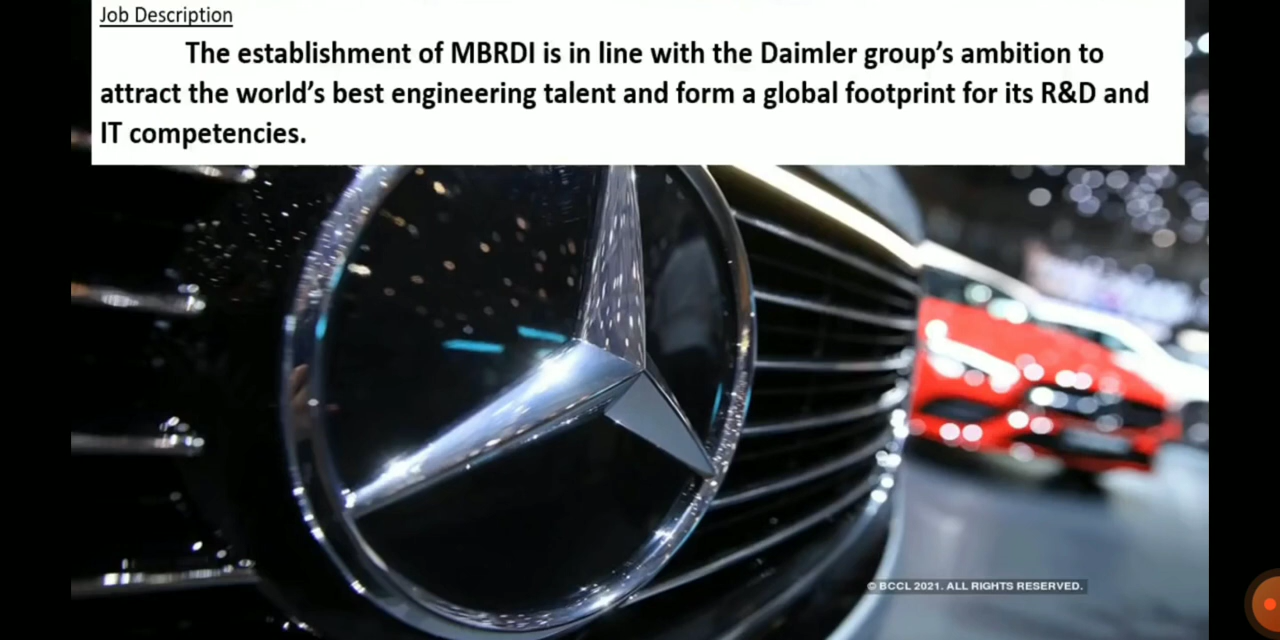 Job Description
The establishment of MBRDI is in line with the Daimler group’s ambition to
attract the world’s best engineering talent and form a global footprint for its R&D and
IT competencies.
© BCCL 2021. ALL RIGHTS RESERVED.